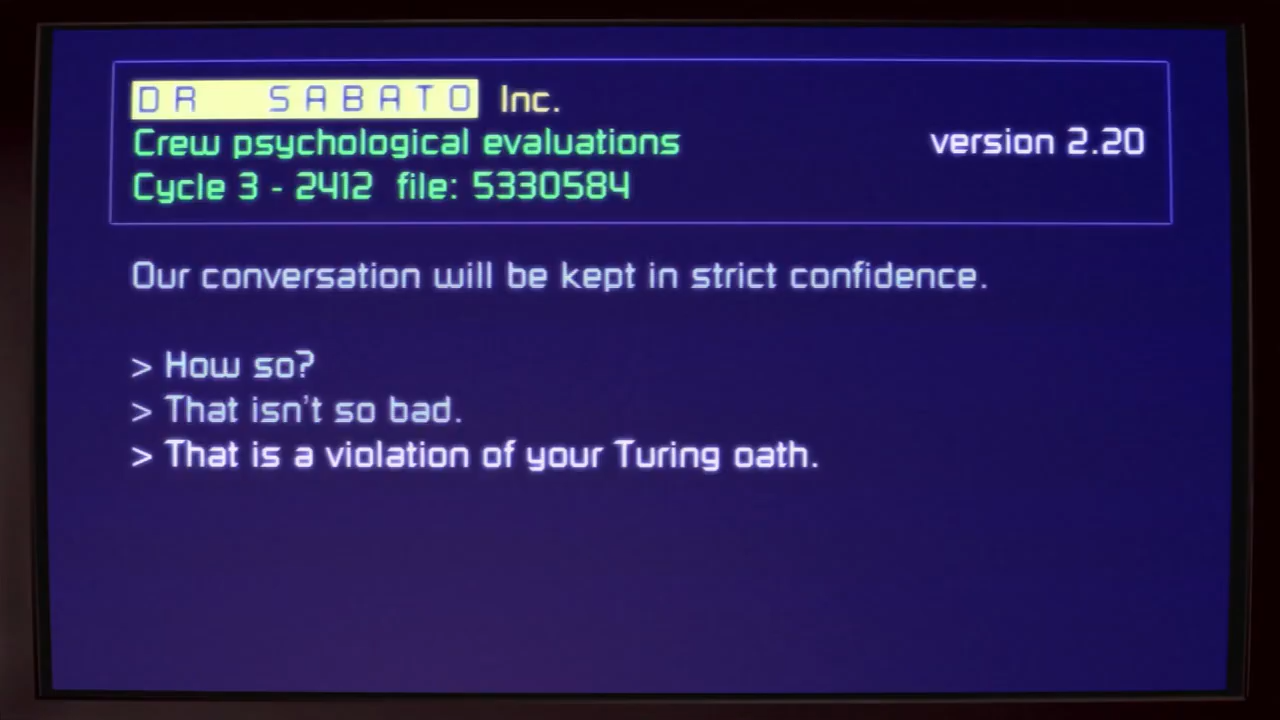 DR SABATO Inc.
Crew psychological evaluations
version 2.20
Cycle 3 - 2412 file: 5330584
Our conversation will be kept in strict confidence.
> How so?
> That isn't so bad.
> That is a violation of your Turing oath.